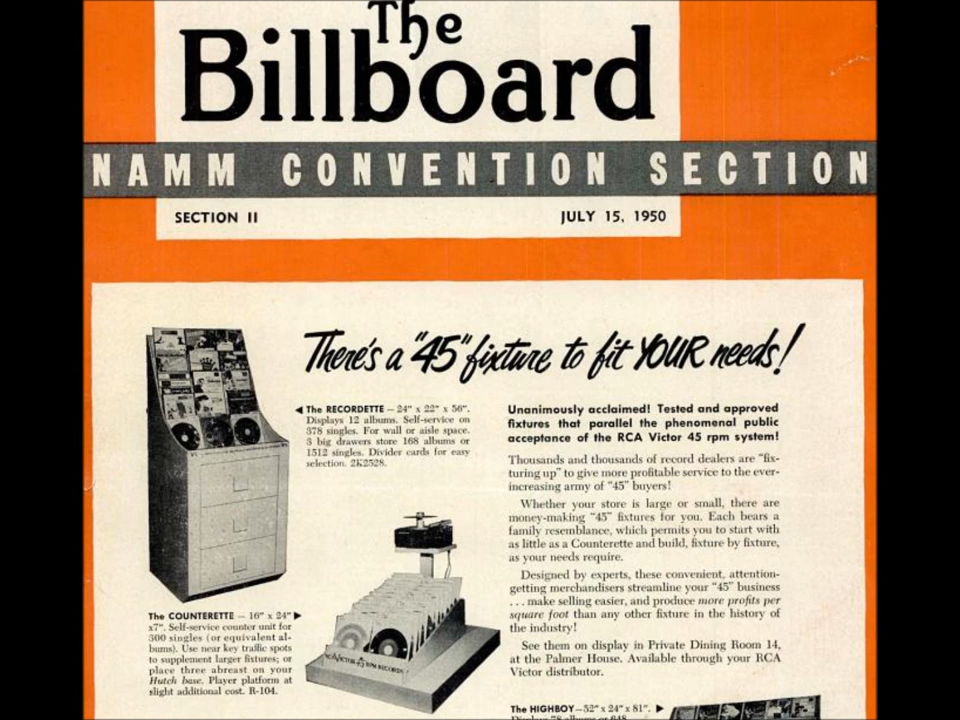 The
Billboard
NAMM CONVENTION SECTION
SECTION II
JULY 15, 1950
There's a "45" fixture to fit YOUR needs!
◀ The RECORDETTE – 24" x 22" x 56".
Displays 12 albums. Self-service on
378 singles. For wall or aisle space.
3 big drawers store 168 albums or
1512 singles. Divider cards for easy
selection. 2K2528.
The COUNTERETTE – 16" x 24" ▶
x7". Self-service counter unit for
300 singles (or equivalent al-
bums). Use near key traffic spots
to supplement larger fixtures; or
place three abreast on your
Hutch base. Player platform at
slight additional cost. R-104.
RCA VICTOR 45 RPM RECORDS
Unanimously acclaimed! Tested and approved
fixtures that parallel the phenomenal public
acceptance of the RCA Victor 45 rpm system!
Thousands and thousands of record dealers are "fix-
turing up" to give more profitable service to the ever-
increasing army of "45" buyers!
Whether your store is large or small, there are
money-making "45" fixtures for you. Each bears a
family resemblance, which permits you to start with
as little as a Counterette and build, fixture by fixture,
as your needs require.
Designed by experts, these convenient, attention-
getting merchandisers streamline your "45" business
. . . make selling easier, and produce more profits per
square foot than any other fixture in the history of
the industry!
See them on display in Private Dining Room 14,
at the Palmer House. Available through your RCA
Victor distributor.
The HIGHBOY–52" x 24" x 81". ▶
Displays 78 albums or 648